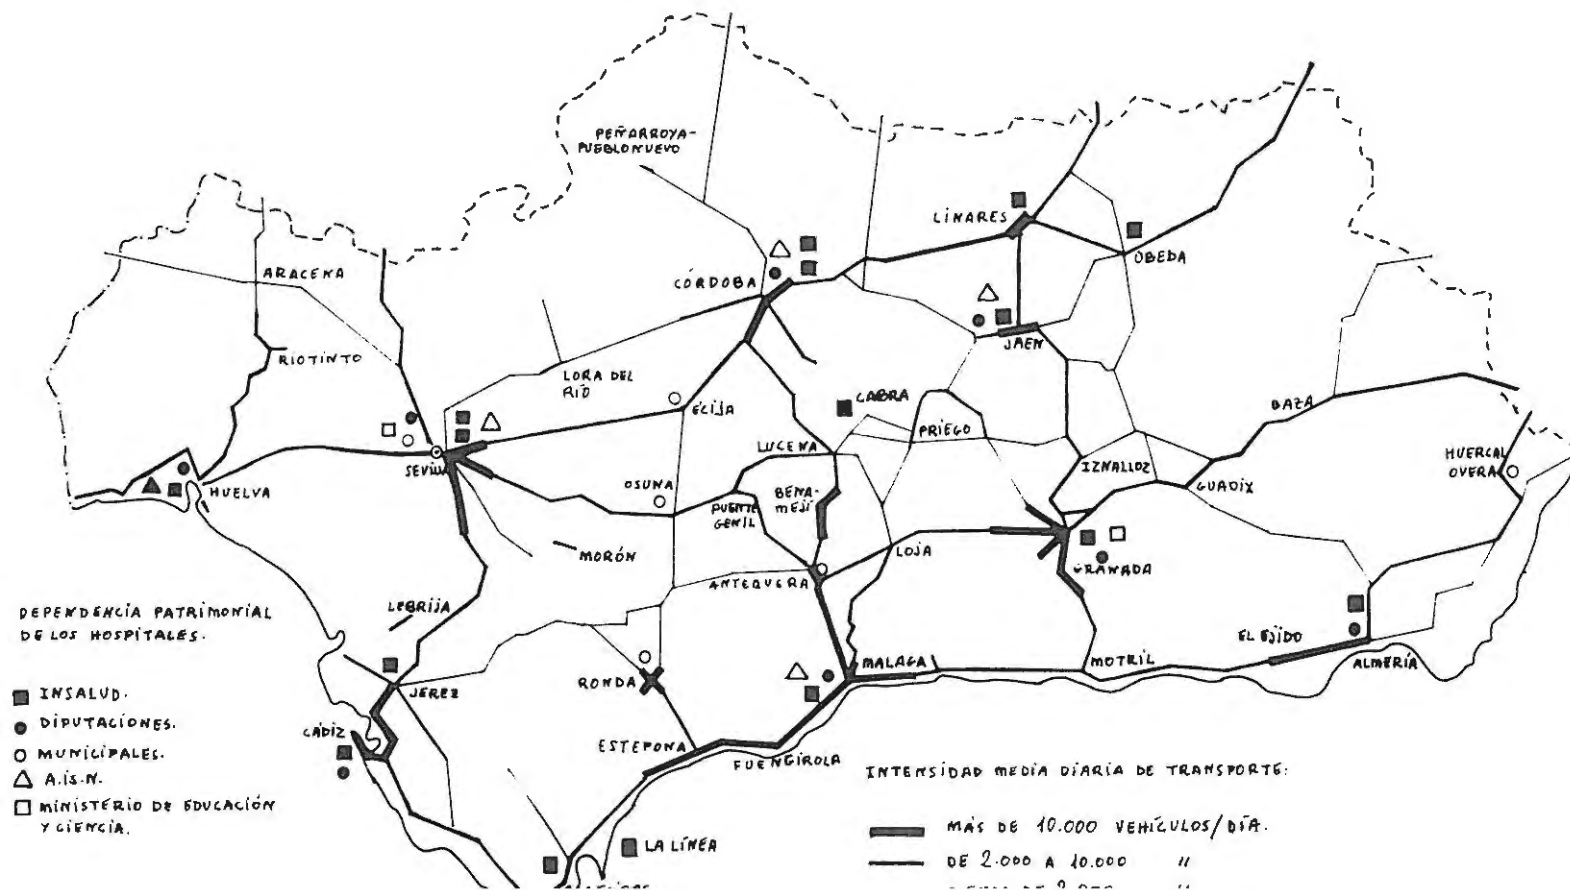 PEÑARROYA-
PUEBLONUEVO
LINARES
ÚBEDA
ARACENA
CÓRDOBA
RIOTINTO
JAEN
LORA DEL
RÍO
CABRA
BAZA
ÉCIJA
PRIEGO
LUCENA
SEVILLA
IZNALLOZ
HUERCAL
OVERA
HUELVA
OSUNA
BENA-
MEJÍ
GUADIX
PUENTE
GENIL
MORÓN
LOJA
GRANADA
ANTEQUERA
LEBRIJA
DEPENDENCIA PATRIMONIAL
DE LOS HOSPITALES.
EL EJIDO
MALAGA
MOTRIL
ALMERÍA
RONDA
JEREZ
INSALUD.
DIPUTACIONES.
CÁDIZ
ESTEPONA
FUENGIROLA
MUNICIPALES.
A.IS.N.
MINISTERIO DE EDUCACIÓN
Y CIENCIA.
INTENSIDAD MEDIA DIARIA DE TRANSPORTE:
MÁS DE 10.000 VEHÍCULOS/DÍA.
LA LÍNEA
DE 2.000 A 10.000 "